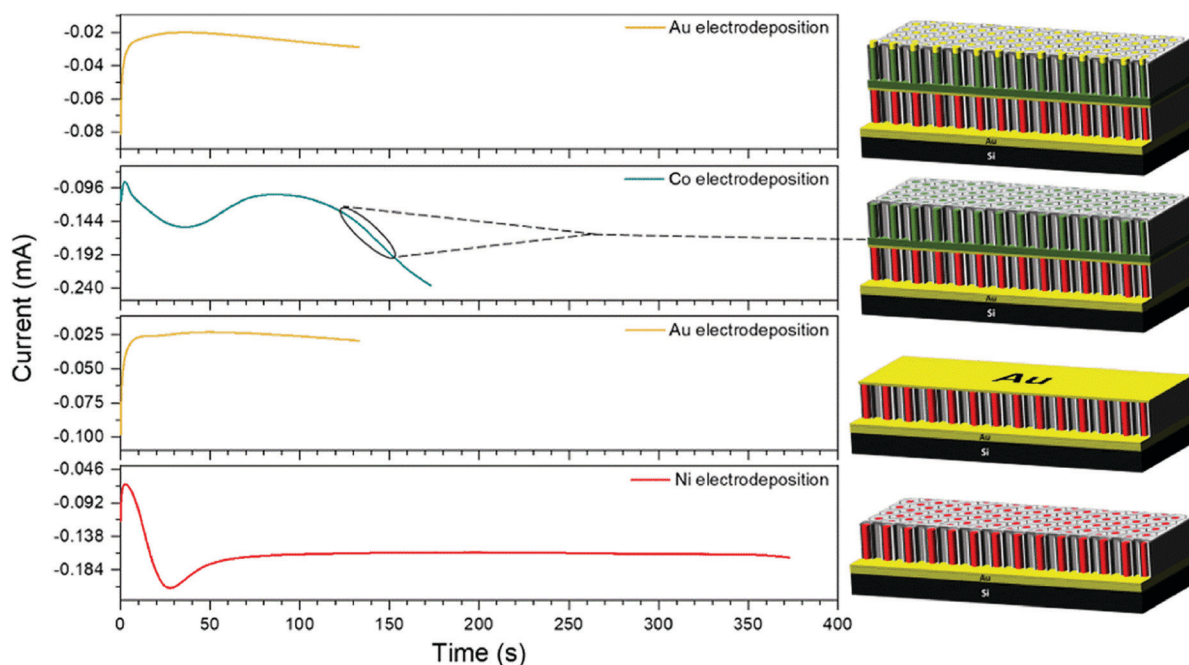 -0.02
-0.04
-0.06
-0.08
Au electrodeposition
Au
Si
-0.096
-0.144
-0.192
-0.240
Co electrodeposition
Au
Si
-0.025
-0.050
-0.075
-0.100
Au electrodeposition
Au
Au
Si
-0.046
-0.092
-0.138
-0.184
Ni electrodeposition
Au
Si
0 50 100 150 200 250 300 350 400
Current (mA)
Time (s)